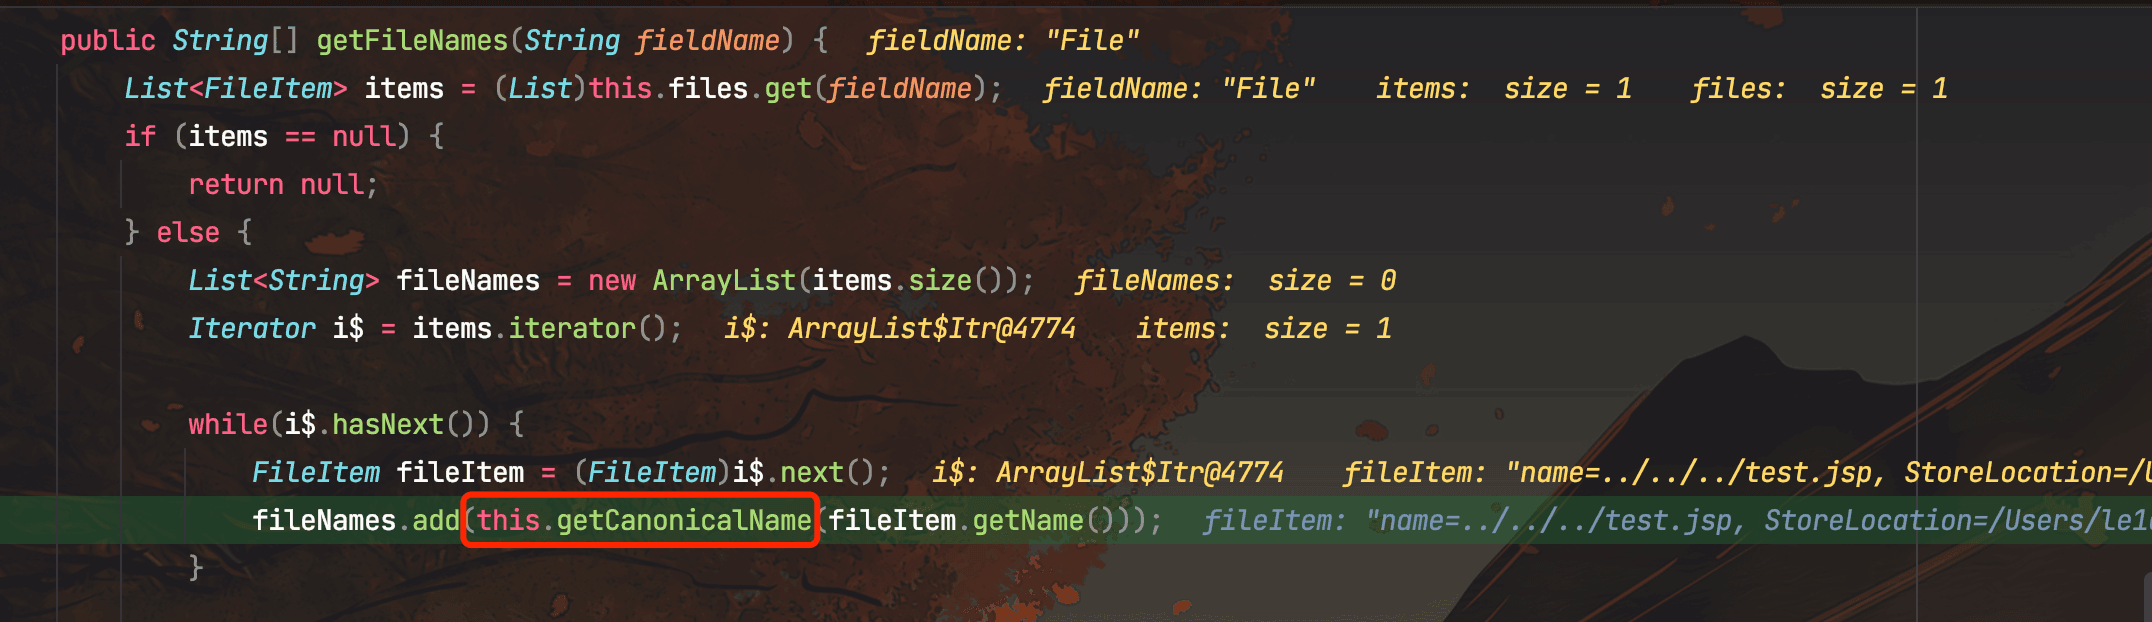 public String[] getFileNames(String fieldName) {   fieldName: "File"
    List<FileItem> items = (List)this.files.get(fieldName);   fieldName: "File"    items:  size = 1    files:  size = 1
    if (items == null) {
        return null;
    } else {
        List<String> fileNames = new ArrayList(items.size());   fileNames:  size = 0
        Iterator i$ = items.iterator();   i$: ArrayList$Itr@4774    items:  size = 1
        while(i$.hasNext()) {
            FileItem fileItem = (FileItem)i$.next();   i$: ArrayList$Itr@4774    fileItem: "name=../../../test.jsp, StoreLocation=/U
            fileNames.add(this.getCanonicalName(fileItem.getName()));   fileItem: "name=../../../test.jsp, StoreLocation=/Users/le1
        }